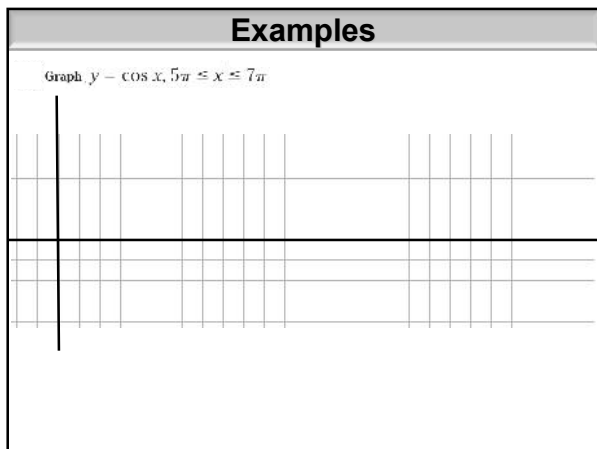 Examples
Graph y = cos x, 5π ≤ x ≤ 7π